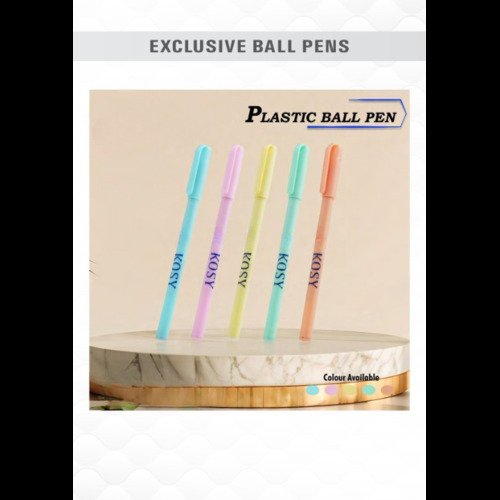 EXCLUSIVE BALL PENS
PLASTIC BALL PEN
KOSY KOSY KOSY KOSY KOSY
Colour Available